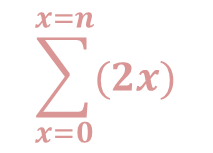 x=n
∑(2x)
x=0